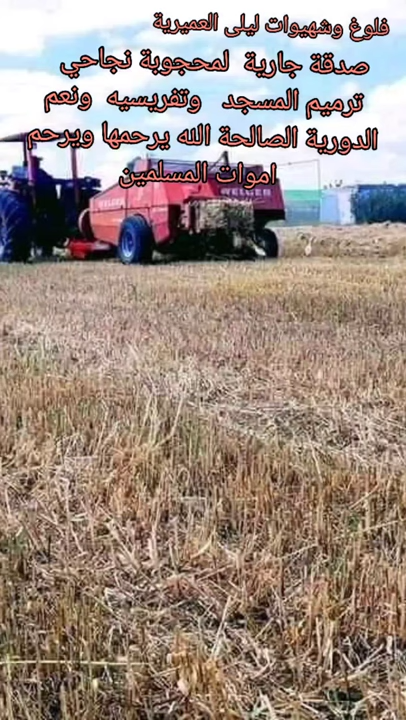 فلوغ وشهيوات ليلى العميرية
صدقة جارية لمحجوبة نجاحي
ترميم المسجد وتفريسيه ونعم
الدورية الصالحة الله يرحمها ويرحم
اموات المسلمين
WELGER